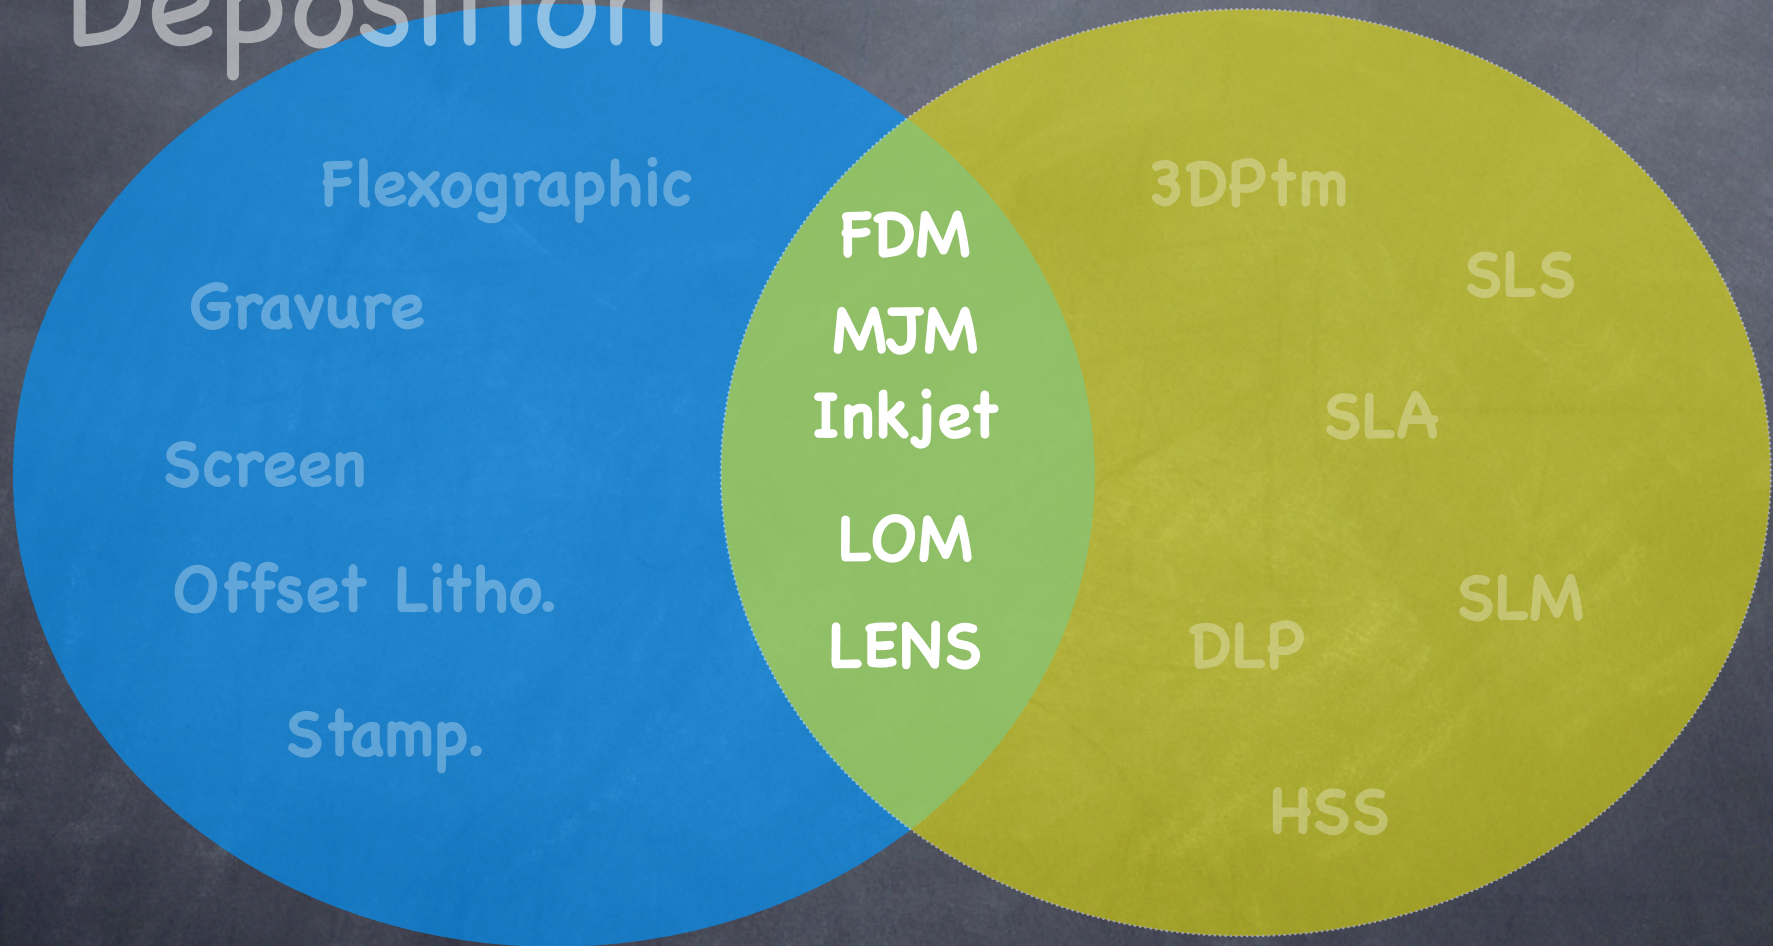 Deposition
Flexographic
Gravure
Screen
Offset Litho.
Stamp.
FDM
MJM
Inkjet
LOM
LENS
3DPtm
SLS
SLA
SLM
DLP
HSS